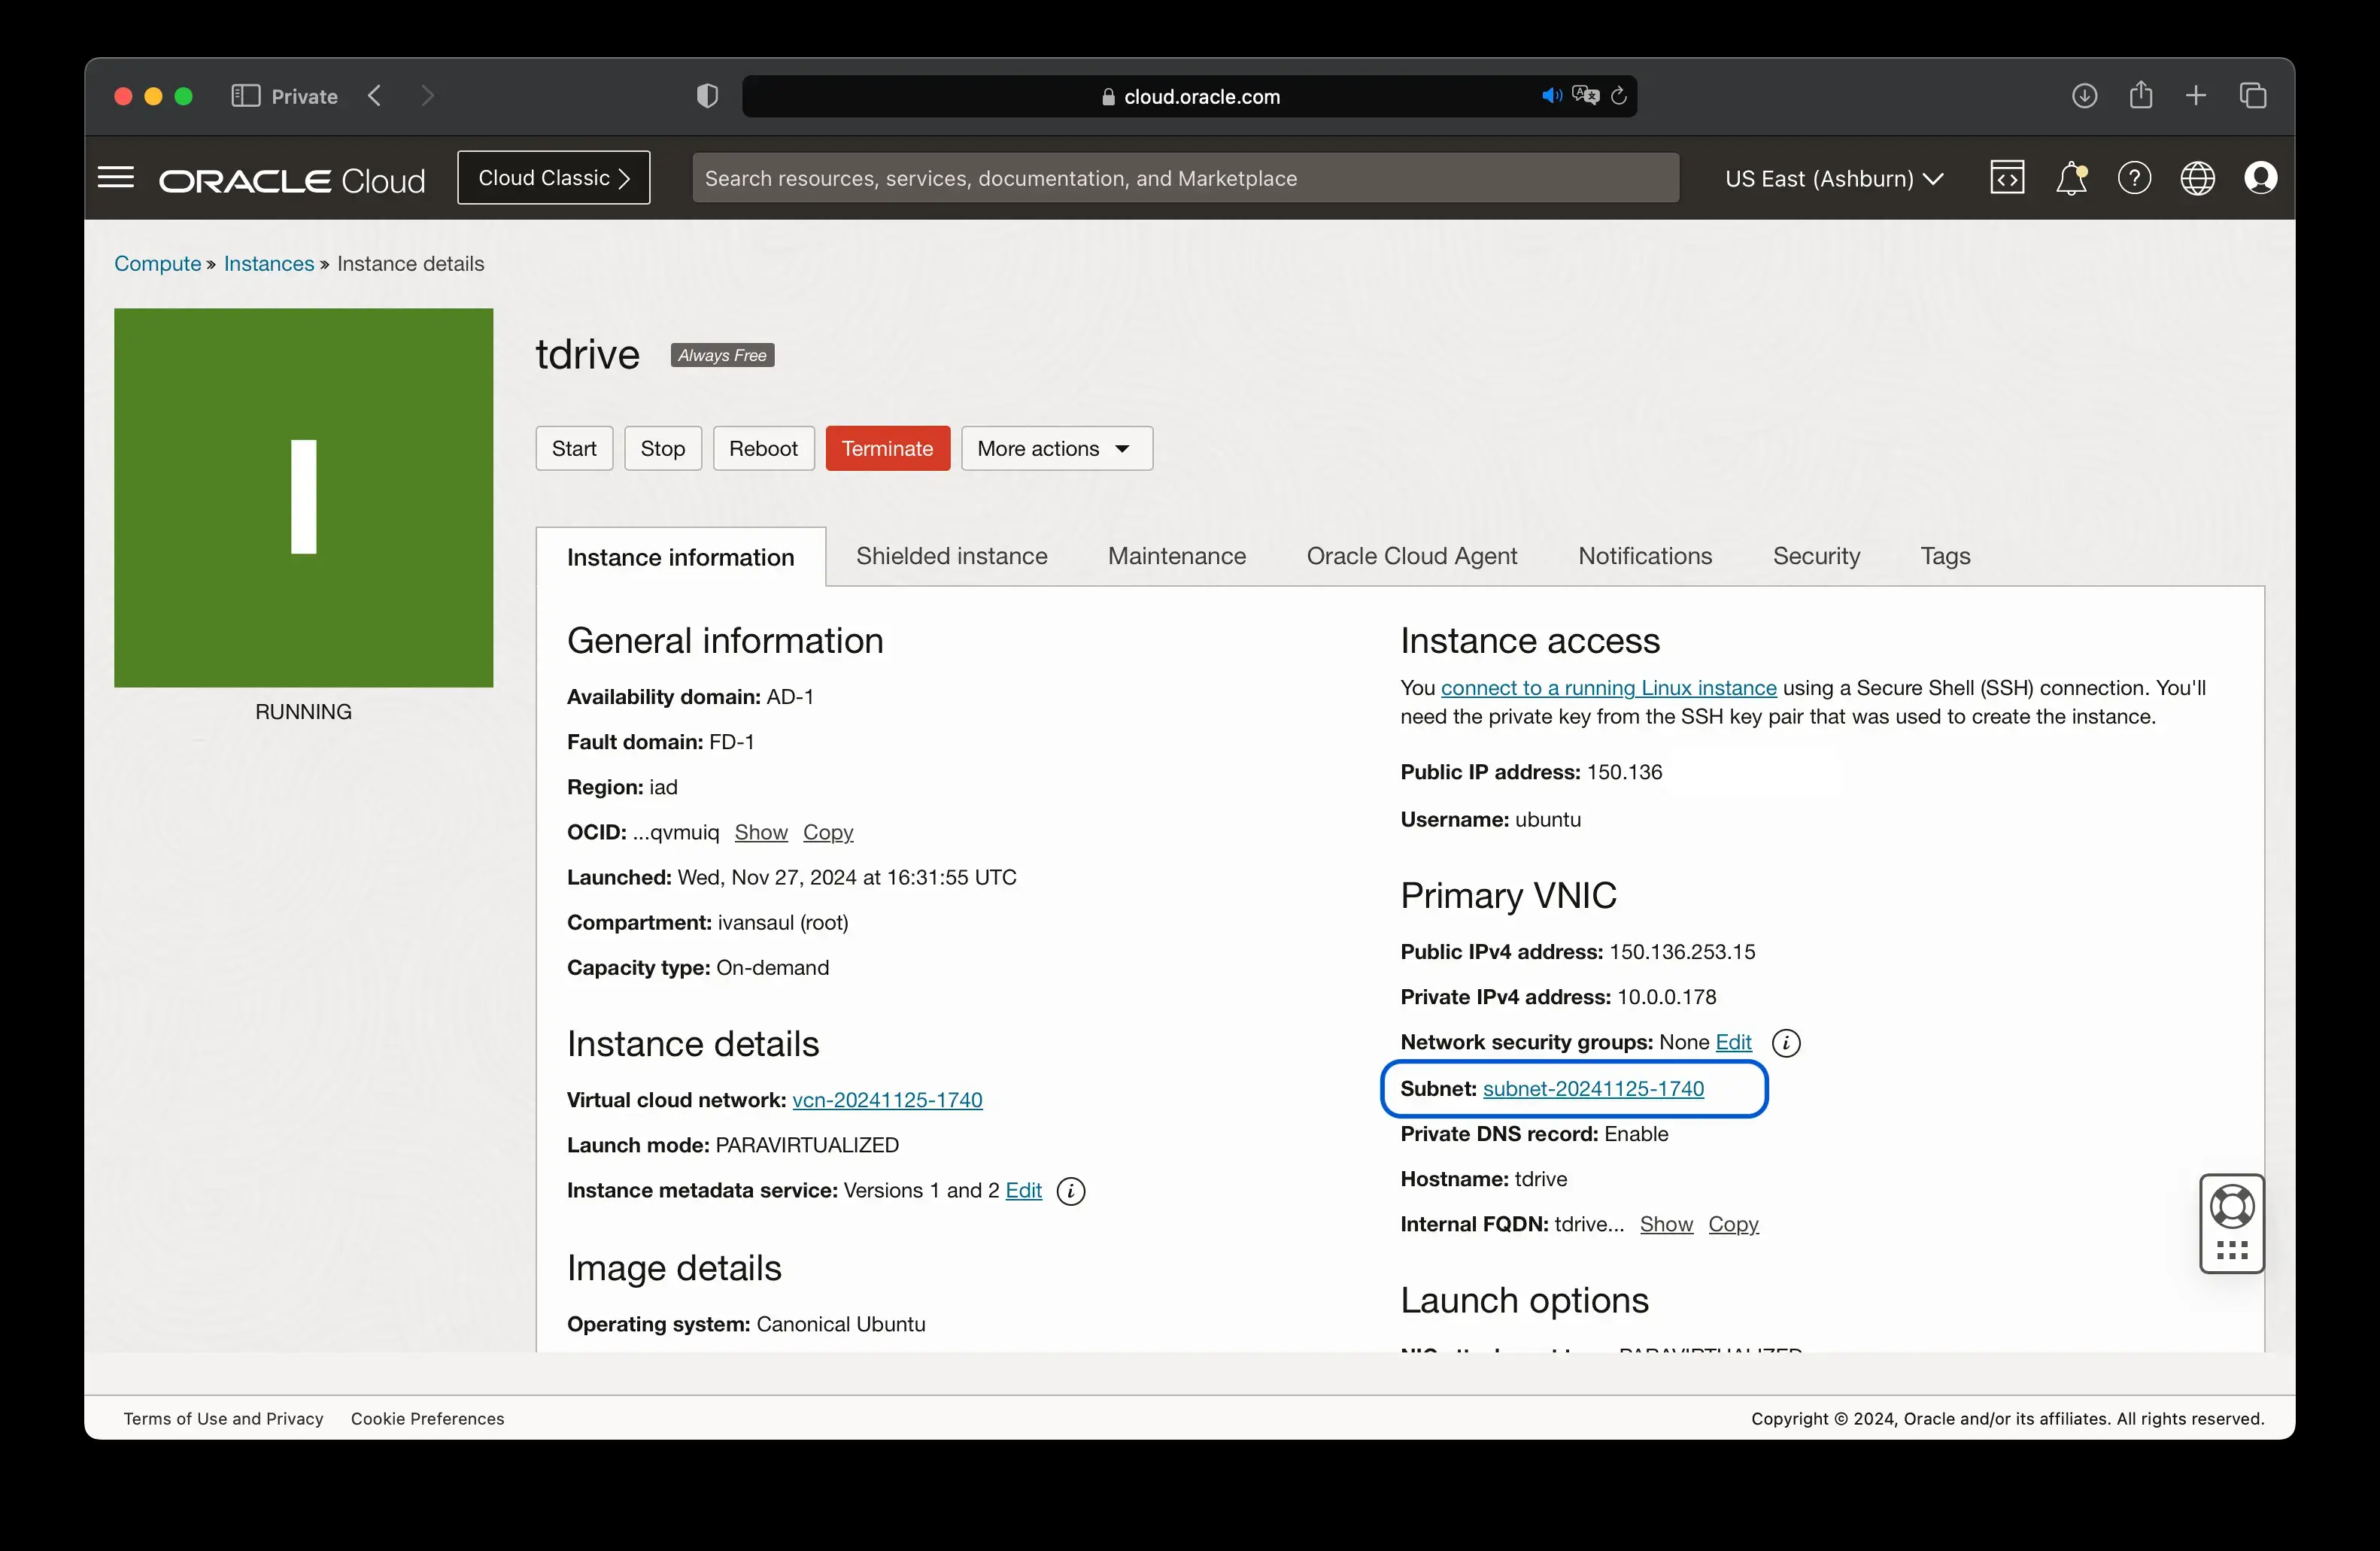 Private
cloud.oracle.com
ORACLE Cloud
Cloud Classic
Search resources, services, documentation, and Marketplace
US East (Ashburn)
Compute » Instances » Instance details
I
RUNNING
tdrive
Always Free
Start
Stop
Reboot
Terminate
More actions
Instance information
Shielded instance
Maintenance
Oracle Cloud Agent
Notifications
Security
Tags
General information
Availability domain: AD-1
Fault domain: FD-1
Region: iad
OCID: ...qvmuiq Show Copy
Launched: Wed, Nov 27, 2024 at 16:31:55 UTC
Compartment: ivansaul (root)
Capacity type: On-demand
Instance details
Virtual cloud network: vcn-20241125-1740
Launch mode: PARAVIRTUALIZED
Instance metadata service: Versions 1 and 2 Edit
Image details
Operating system: Canonical Ubuntu
Instance access
You connect to a running Linux instance using a Secure Shell (SSH) connection. You'll
need the private key from the SSH key pair that was used to create the instance.
Public IP address: 150.136
Username: ubuntu
Primary VNIC
Public IPv4 address: 150.136.253.15
Private IPv4 address: 10.0.0.178
Network security groups: None Edit
Subnet: subnet-20241125-1740
Private DNS record: Enable
Hostname: tdrive
Internal FQDN: tdrive... Show Copy
Launch options
Terms of Use and Privacy
Cookie Preferences
Copyright © 2024, Oracle and/or its affiliates. All rights reserved.